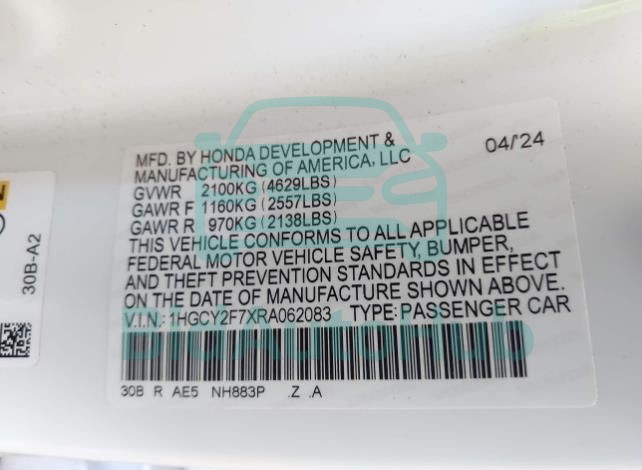 MFD. BY HONDA DEVELOPMENT & 04/'24
MANUFACTURING OF AMERICA, LLC
GVWR 2100KG (4629LBS)
GAWR F 1160KG (2557LBS)
GAWR R 970KG (2138LBS)
THIS VEHICLE CONFORMS TO ALL APPLICABLE
FEDERAL MOTOR VEHICLE SAFETY, BUMPER,
AND THEFT PREVENTION STANDARDS IN EFFECT
ON THE DATE OF MANUFACTURE SHOWN ABOVE.
V.I.N.: 1HGCY2F7XRA062083 TYPE: PASSENGER CAR
30B R AE5 NH883P .Z .A
30B-A2